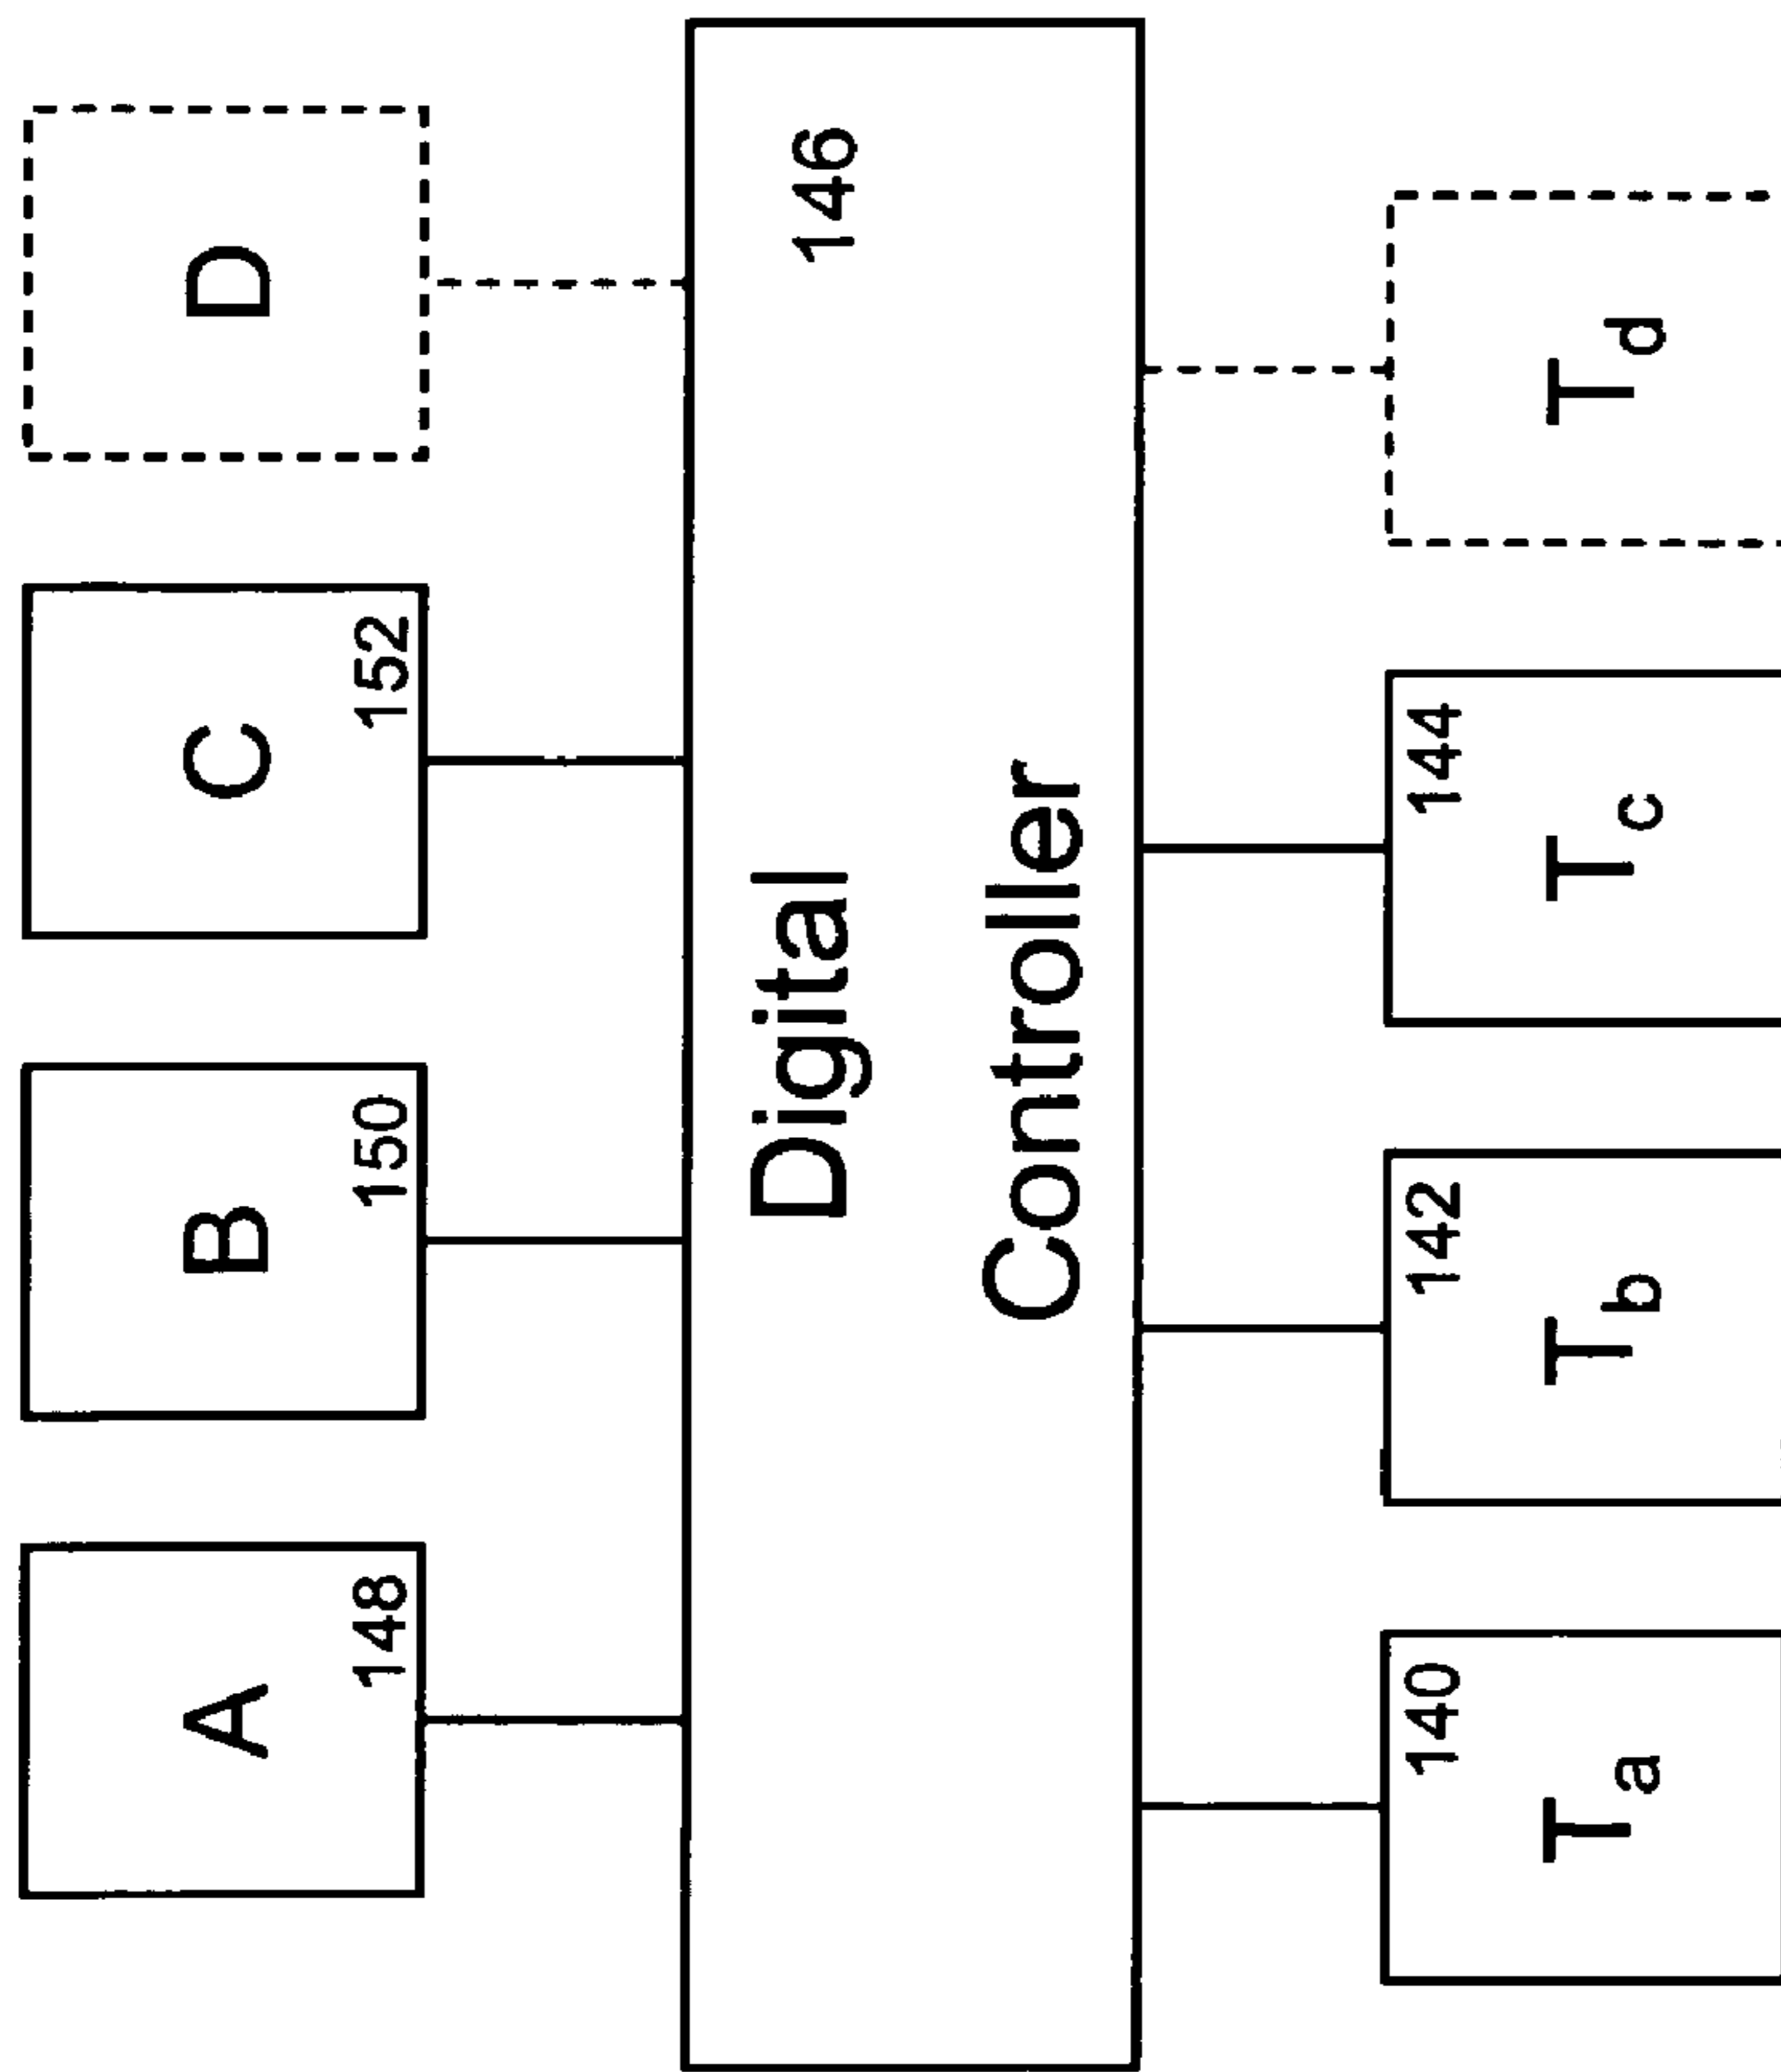 A
148
B
150
C
152
D
Digital
Controller
146
140
Ta
142
Tb
144
Tc
Td